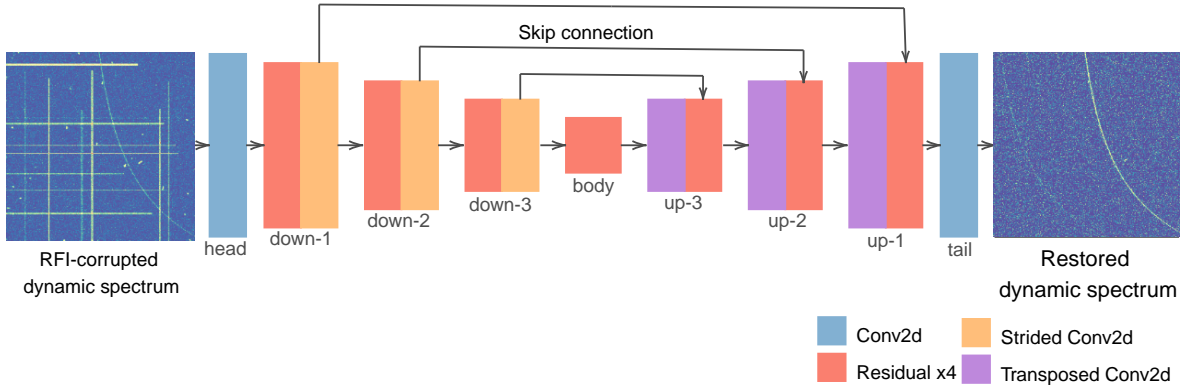 Skip connection
head
down-1
down-2
down-3
body
up-3
up-2
up-1
tail
RFI-corrupted
dynamic spectrum
Restored
dynamic spectrum
Conv2d
Strided Conv2d
Residual x4
Transposed Conv2d